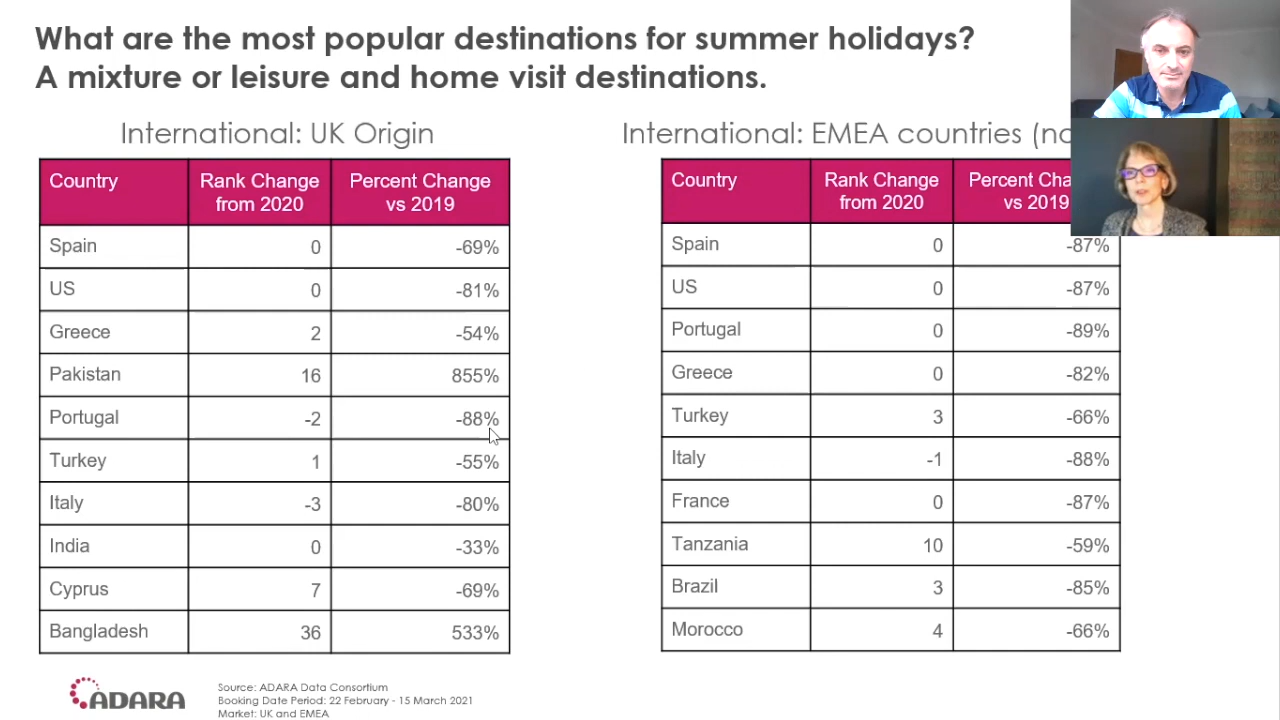 What are the most popular destinations for summer holidays?
A mixture or leisure and home visit destinations.
International: UK Origin
Country Rank Change from 2020 Percent Change vs 2019
Spain 0 -69%
US 0 -81%
Greece 2 -54%
Pakistan 16 855%
Portugal -2 -88%
Turkey 1 -55%
Italy -3 -80%
India 0 -33%
Cyprus 7 -69%
Bangladesh 36 533%
International: EMEA countries
Country Rank Change from 2020 Percent vs 2019
Spain 0 -87%
US 0 -87%
Portugal 0 -89%
Greece 0 -82%
Turkey 3 -66%
Italy -1 -88%
France 0 -87%
Tanzania 10 -59%
Brazil 3 -85%
Morocco 4 -66%
ADARA
Source: ADARA Data Consortium
Booking Date Period: 22 February - 15 March 2021
Market: UK and EMEA